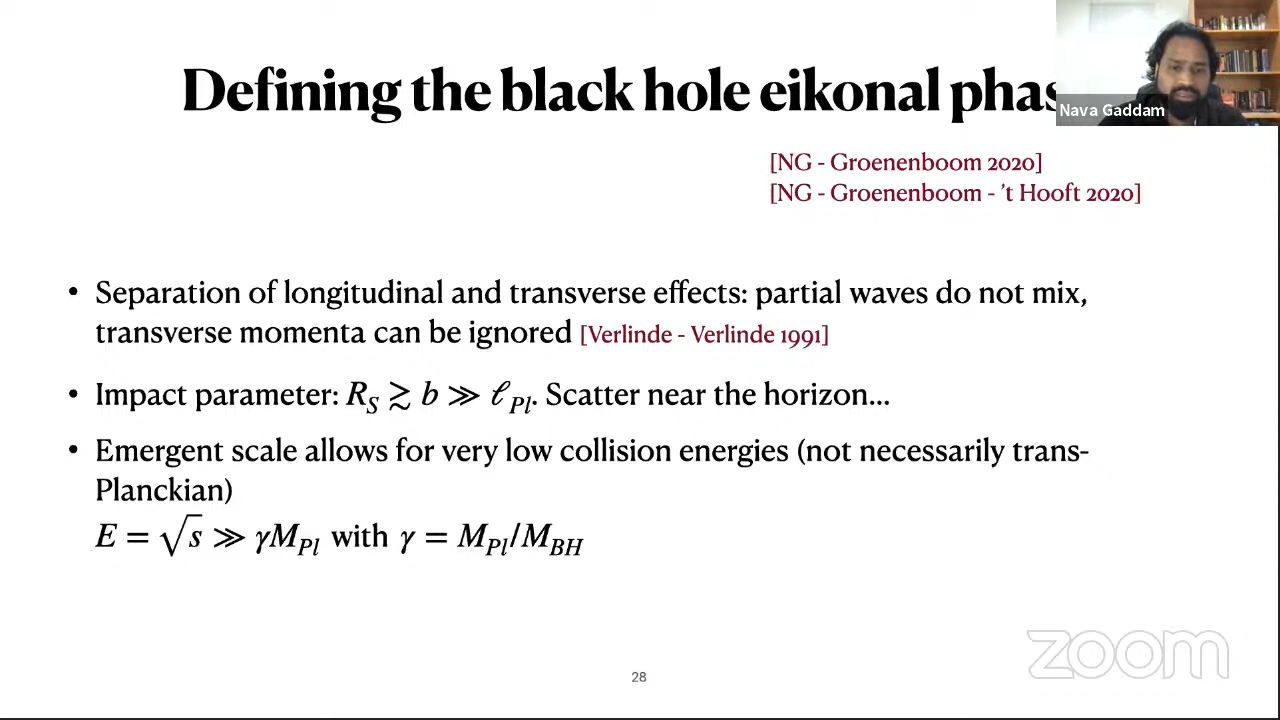 Defining the black hole eikonal phas
Nava Gaddam
[NG - Groenenboom 2020]
[NG - Groenenboom - 't Hooft 2020]
• Separation of longitudinal and transverse effects: partial waves do not mix,
transverse momenta can be ignored [Verlinde - Verlinde 1991]
• Impact parameter: R_S ≳ b ≫ ℓ_Pl. Scatter near the horizon...
• Emergent scale allows for very low collision energies (not necessarily trans-
Planckian)
E = √s ≫ γM_Pl with γ = M_Pl/M_BH
zoom
28